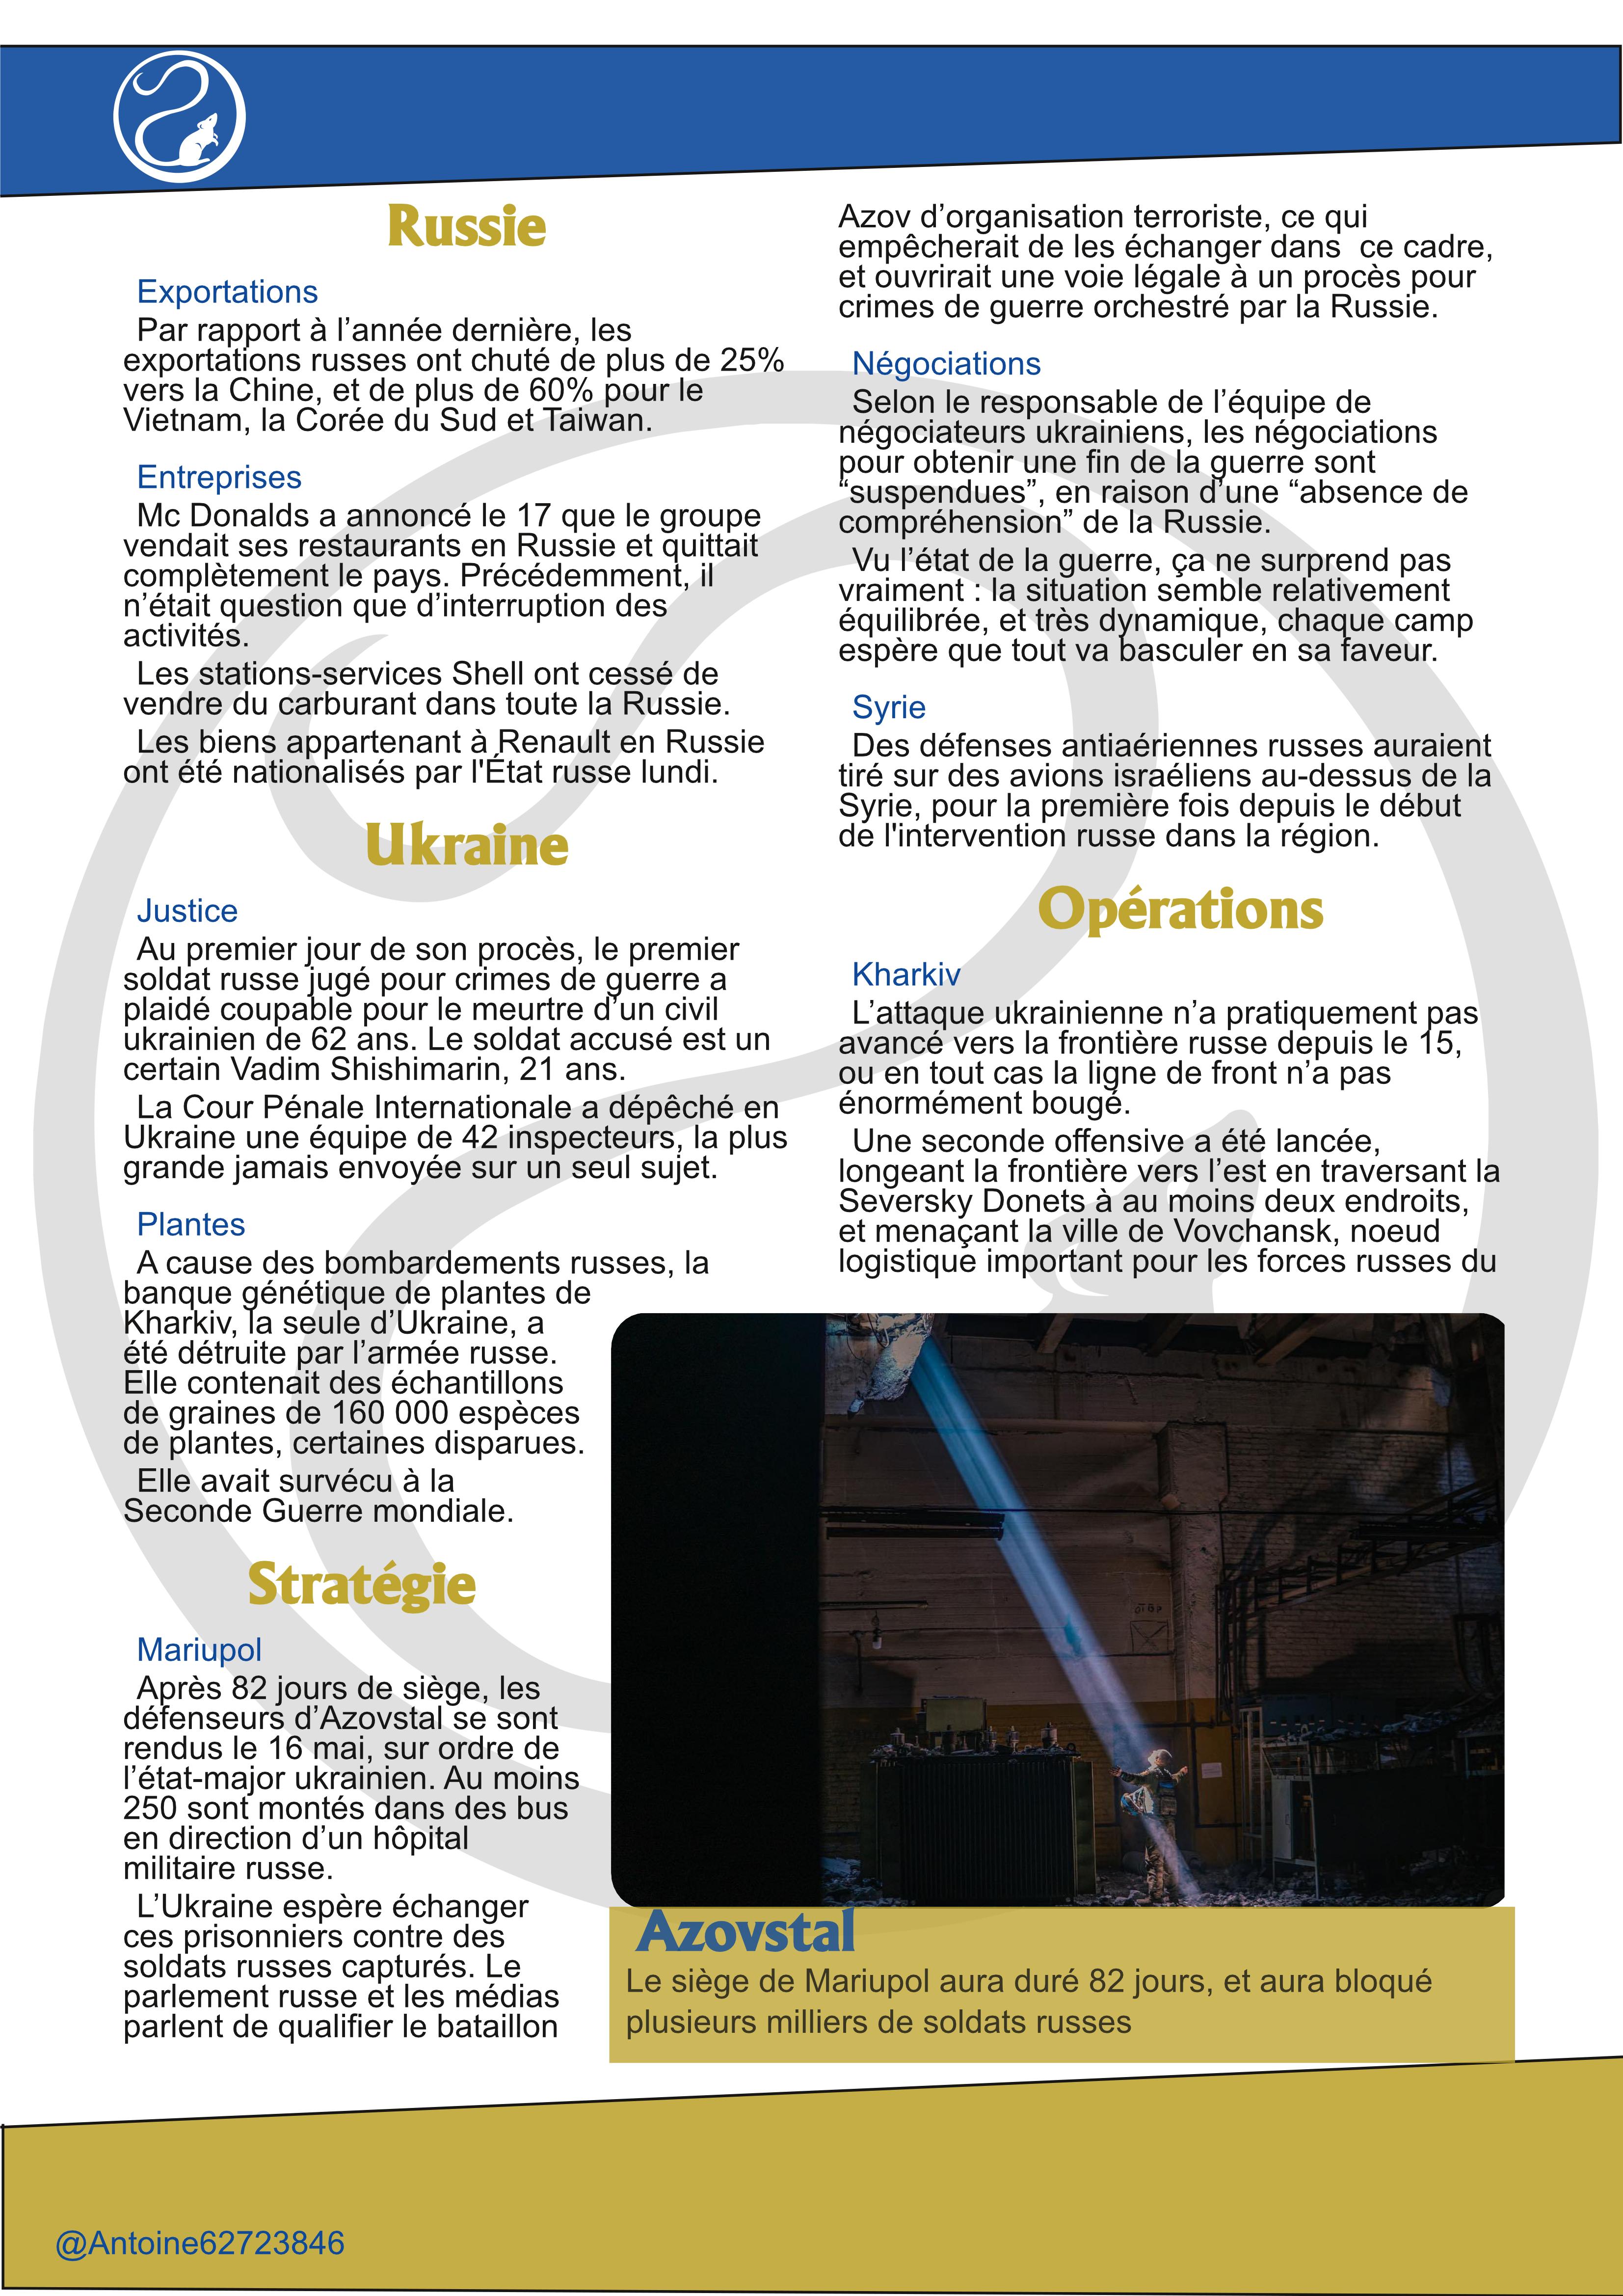 Russie
Exportations
Par rapport à l’année dernière, les
exportations russes ont chuté de plus de 25%
vers la Chine, et de plus de 60% pour le
Vietnam, la Corée du Sud et Taiwan.
Entreprises
Mc Donalds a annoncé le 17 que le groupe
vendait ses restaurants en Russie et quittait
complètement le pays. Précédemment, il
n’était question que d’interruption des
activités.
Les stations-services Shell ont cessé de
vendre du carburant dans toute la Russie.
Les biens appartenant à Renault en Russie
ont été nationalisés par l'État russe lundi.
Ukraine
Justice
Au premier jour de son procès, le premier
soldat russe jugé pour crimes de guerre a
plaidé coupable pour le meurtre d’un civil
ukrainien de 62 ans. Le soldat accusé est un
certain Vadim Shishimarin, 21 ans.
La Cour Pénale Internationale a dépêché en
Ukraine une équipe de 42 inspecteurs, la plus
grande jamais envoyée sur un seul sujet.
Plantes
A cause des bombardements russes, la
banque génétique de plantes de
Kharkiv, la seule d’Ukraine, a
été détruite par l’armée russe.
Elle contenait des échantillons
de graines de 160 000 espèces
de plantes, certaines disparues.
Elle avait survécu à la
Seconde Guerre mondiale.
Stratégie
Mariupol
Après 82 jours de siège, les
défenseurs d’Azovstal se sont
rendus le 16 mai, sur ordre de
l’état-major ukrainien. Au moins
250 sont montés dans des bus
en direction d’un hôpital
militaire russe.
L’Ukraine espère échanger
ces prisonniers contre des
soldats russes capturés. Le
parlement russe et les médias
parlent de qualifier le bataillon
Azov d’organisation terroriste, ce qui
empêcherait de les échanger dans  ce cadre,
et ouvrirait une voie légale à un procès pour
crimes de guerre orchestré par la Russie.
Négociations
Selon le responsable de l’équipe de
négociateurs ukrainiens, les négociations
pour obtenir une fin de la guerre sont
“suspendues”, en raison d’une “absence de
compréhension” de la Russie.
Vu l’état de la guerre, ça ne surprend pas
vraiment : la situation semble relativement
équilibrée, et très dynamique, chaque camp
espère que tout va basculer en sa faveur.
Syrie
Des défenses antiaériennes russes auraient
tiré sur des avions israéliens au-dessus de la
Syrie, pour la première fois depuis le début
de l'intervention russe dans la région.
Opérations
Kharkiv
L’attaque ukrainienne n’a pratiquement pas
avancé vers la frontière russe depuis le 15,
ou en tout cas la ligne de front n’a pas
énormément bougé.
Une seconde offensive a été lancée,
longeant la frontière vers l’est en traversant la
Seversky Donets à au moins deux endroits,
et menaçant la ville de Vovchansk, noeud
logistique important pour les forces russes du
Azovstal
Le siège de Mariupol aura duré 82 jours, et aura bloqué
plusieurs milliers de soldats russes
@Antoine62723846